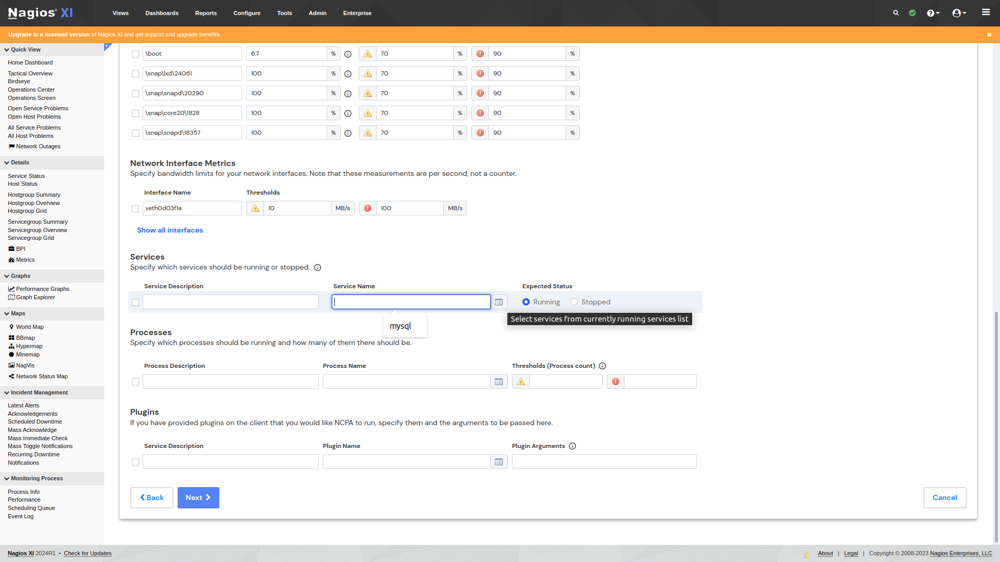 Nagios XI
Views Dashboards Reports Configure Tools Admin Enterprise
Upgrade to a licensed version of Nagios XI and get support and upgrade benefits.
Quick View
Home Dashboard
Tactical Overview
Birdseye
Operations Center
Operations Screen
Open Service Problems
Open Host Problems
All Service Problems
All Host Problems
Network Outages
Details
Service Status
Host Status
Hostgroup Summary
Hostgroup Overview
Hostgroup Grid
Servicegroup Summary
Servicegroup Overview
Servicegroup Grid
BPI
Metrics
Graphs
Performance Graphs
Graph Explorer
Maps
World Map
BBmap
Hypermap
Minemap
NagVis
Network Status Map
Incident Management
Latest Alerts
Acknowledgements
Scheduled Downtime
Mass Acknowledge
Mass Immediate Check
Mass Toggle Notifications
Recurring Downtime
Notifications
Monitoring Process
Process Info
Performance
Scheduling Queue
Event Log
\boot 6.7 % 70 % 90 %
\snap\lxd\24061 100 % 70 % 90 %
\snap\snapd\20290 100 % 70 % 90 %
\snap\core20\1828 100 % 70 % 90 %
\snap\snapd\18357 100 % 70 % 90 %
Network Interface Metrics
Specify bandwidth limits for your network interfaces. Note that these measurements are per second, not a counter.
Interface Name Thresholds
veth0d03f1a 10 MB/s 100 MB/s
Show all interfaces
Services
Specify which services should be running or stopped.
Service Description Service Name Expected Status
Running Stopped
Select services from currently running services list
mysql
Processes
Specify which processes should be running and how many of them there should be.
Process Description Process Name Thresholds (Process count)
Plugins
If you have provided plugins on the client that you would like NCPA to run, specify them and the arguments to be passed here.
Service Description Plugin Name Plugin Arguments
Back Next Cancel
Nagios XI 2024R1 • Check for Updates
About | Legal | Copyright © 2008-2023 Nagios Enterprises, LLC